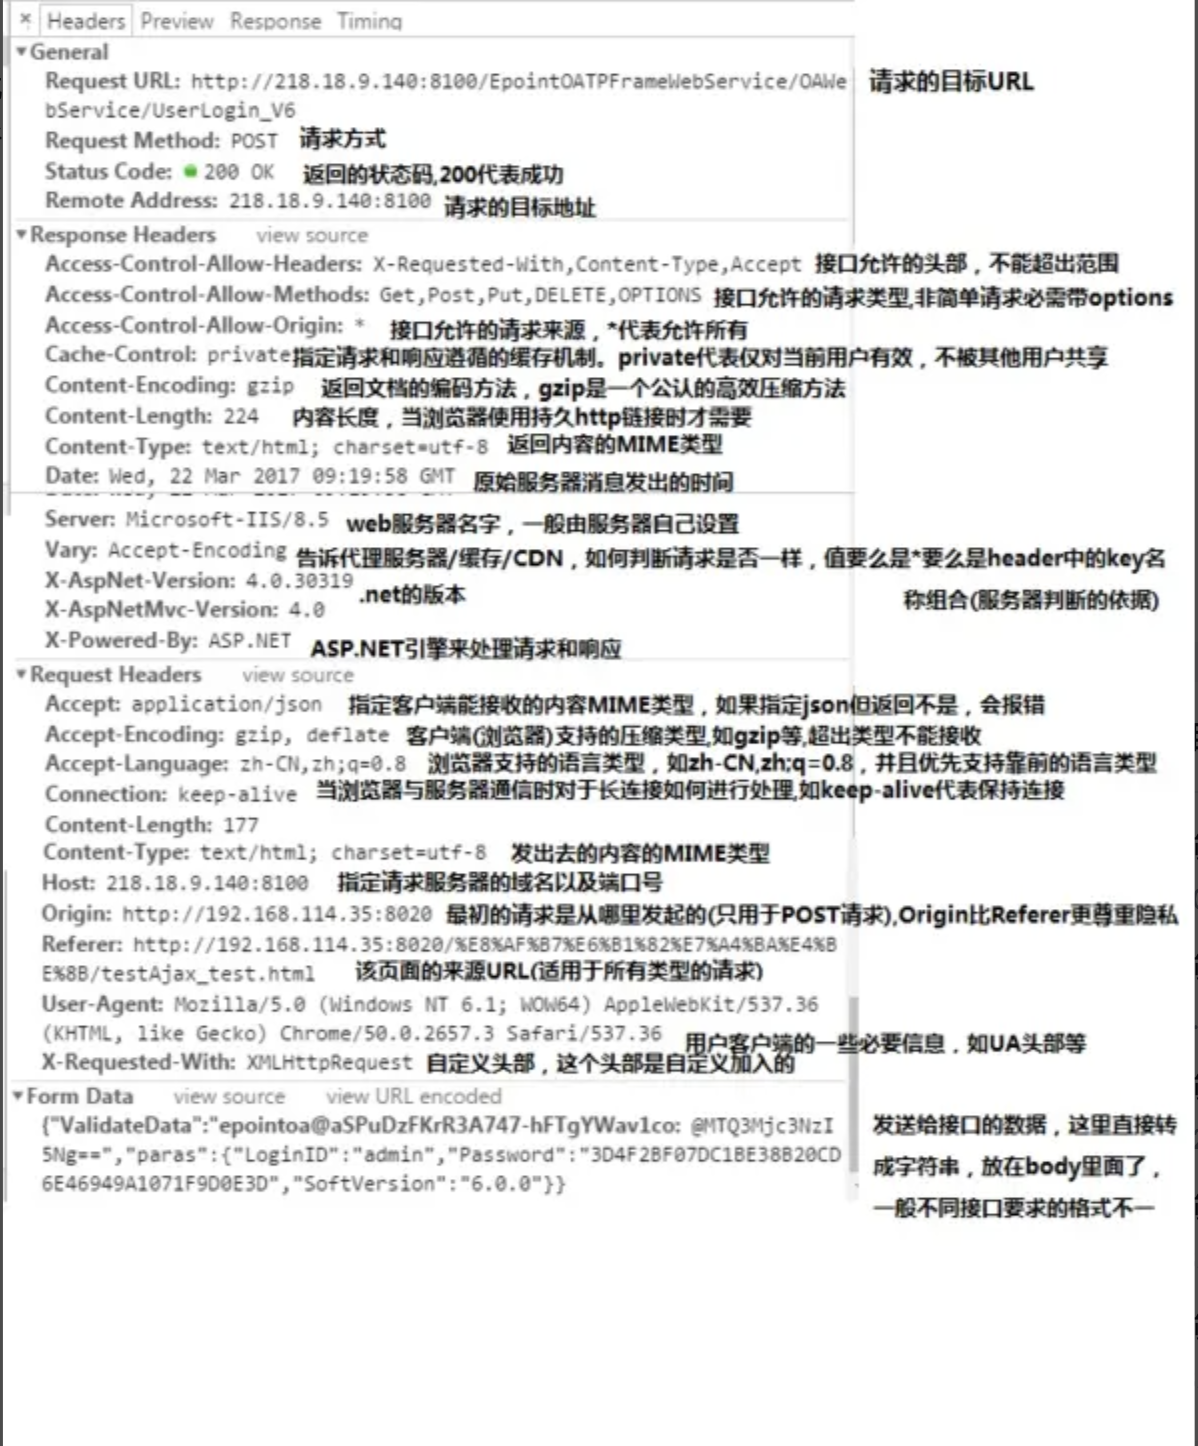 × Headers Preview Response Timing
▼General
Request URL: http://218.18.9.140:8100/EpointOATPFrameWebService/OAWe 请求的目标URL
bService/UserLogin_V6
Request Method: POST 请求方式
Status Code: 200 OK 返回的状态码,200代表成功
Remote Address: 218.18.9.140:8100 请求的目标地址
▼Response Headers view source
Access-Control-Allow-Headers: X-Requested-With,Content-Type,Accept 接口允许的头部，不能超出范围
Access-Control-Allow-Methods: Get,Post,Put,DELETE,OPTIONS 接口允许的请求类型,非简单请求必需带options
Access-Control-Allow-Origin: * 接口允许的请求来源，*代表允许所有
Cache-Control: private指定请求和响应遵循的缓存机制。private代表仅对当前用户有效，不被其他用户共享
Content-Encoding: gzip 返回文档的编码方法，gzip是一个公认的高效压缩方法
Content-Length: 224 内容长度，当浏览器使用持久http链接时才需要
Content-Type: text/html; charset=utf-8 返回内容的MIME类型
Date: Wed, 22 Mar 2017 09:19:58 GMT 原始服务器消息发出的时间
Server: Microsoft-IIS/8.5 web服务器名字，一般由服务器自己设置
Vary: Accept-Encoding 告诉代理服务器/缓存/CDN，如何判断请求是否一样，值要么是*要么是header中的key名
称组合(服务器判断的依据)
X-AspNet-Version: 4.0.30319 .net的版本
X-AspNetMvc-Version: 4.0
X-Powered-By: ASP.NET ASP.NET引擎来处理请求和响应
▼Request Headers view source
Accept: application/json 指定客户端能接收的内容MIME类型，如果指定json但返回不是，会报错
Accept-Encoding: gzip, deflate 客户端(浏览器)支持的压缩类型,如gzip等,超出类型不能接收
Accept-Language: zh-CN,zh;q=0.8 浏览器支持的语言类型，如zh-CN,zh;q=0.8，并且优先支持靠前的语言类型
Connection: keep-alive 当浏览器与服务器通信时对于长连接如何进行处理,如keep-alive代表保持连接
Content-Length: 177
Content-Type: text/html; charset=utf-8 发出去的内容的MIME类型
Host: 218.18.9.140:8100 指定请求服务器的域名以及端口号
Origin: http://192.168.114.35:8020 最初的请求是从哪里发起的(只用于POST请求),Origin比Referer更尊重隐私
Referer: http://192.168.114.35:8020/%E8%AF%B7%E6%B1%82%E7%A4%BA%E4%B
E%8B/testAjax_test.html 该页面的来源URL(适用于所有类型的请求)
User-Agent: Mozilla/5.0 (Windows NT 6.1; WOW64) AppleWebKit/537.36
(KHTML, like Gecko) Chrome/50.0.2657.3 Safari/537.36 用户客户端的一些必要信息，如UA头部等
X-Requested-With: XMLHttpRequest 自定义头部，这个头部是自定义加入的
▼Form Data view source view URL encoded
{"ValidateData":"epointoa@aSPuDzFKrR3A747-hFTgYWav1co: @MTQ3Mjc3NzI 发送给接口的数据，这里直接转
5Ng==","paras":{"LoginID":"admin","Password":"3D4F2BF07DC1BE38B20CD 成字符串，放在body里面了，
6E46949A1071F9D0E3D","SoftVersion":"6.0.0"}} 一般不同接口要求的格式不一